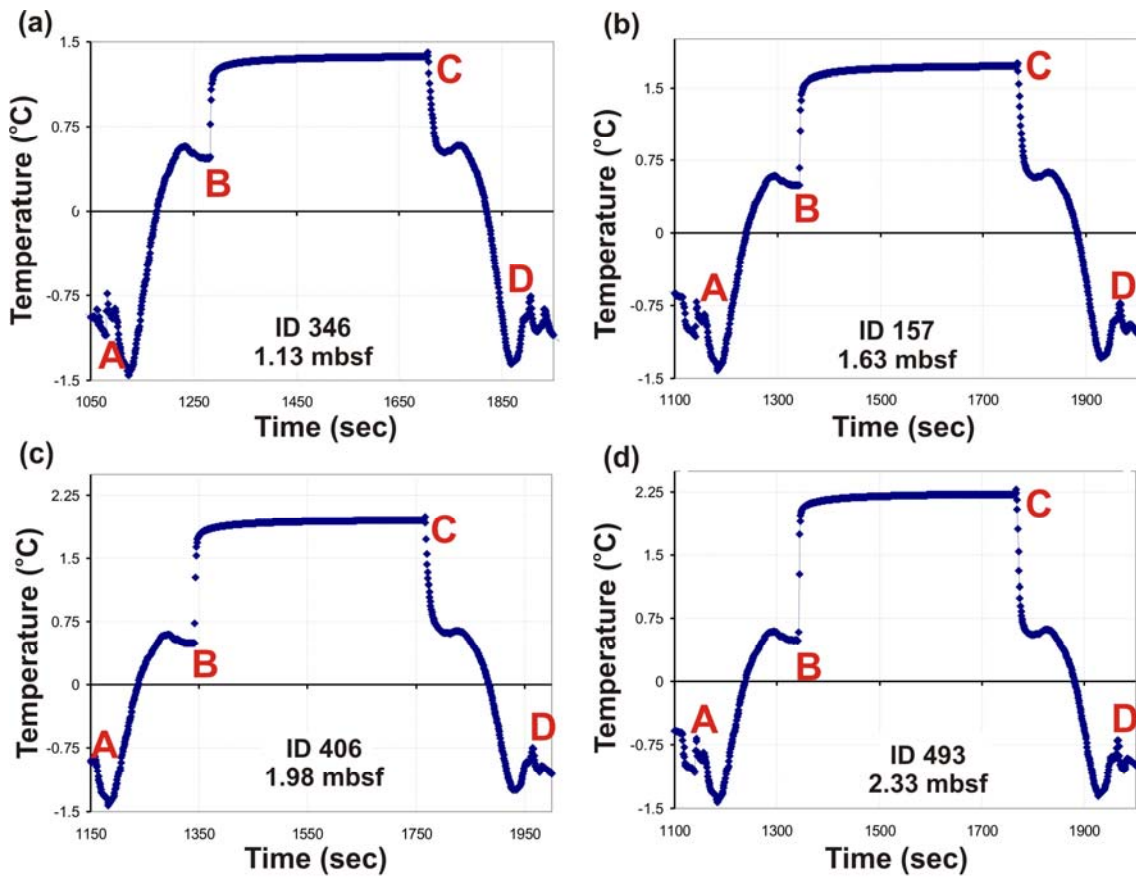 (a)
Temperature (°C)
1.5
0.75
0
-0.75
-1.5
A
B
C
D
ID 346
1.13 mbsf
1050 1250 1450 1650 1850
Time (sec)
(b)
Temperature (°C)
1.5
0.75
0
-0.75
-1.5
A
B
C
D
ID 157
1.63 mbsf
1100 1300 1500 1700 1900
Time (sec)
(c)
Temperature (°C)
2.25
1.5
0.75
0
-0.75
-1.5
A
B
C
D
ID 406
1.98 mbsf
1150 1350 1550 1750 1950
Time (sec)
(d)
Temperature (°C)
2.25
1.5
0.75
0
-0.75
-1.5
A
B
C
D
ID 493
2.33 mbsf
1100 1300 1500 1700 1900
Time (sec)